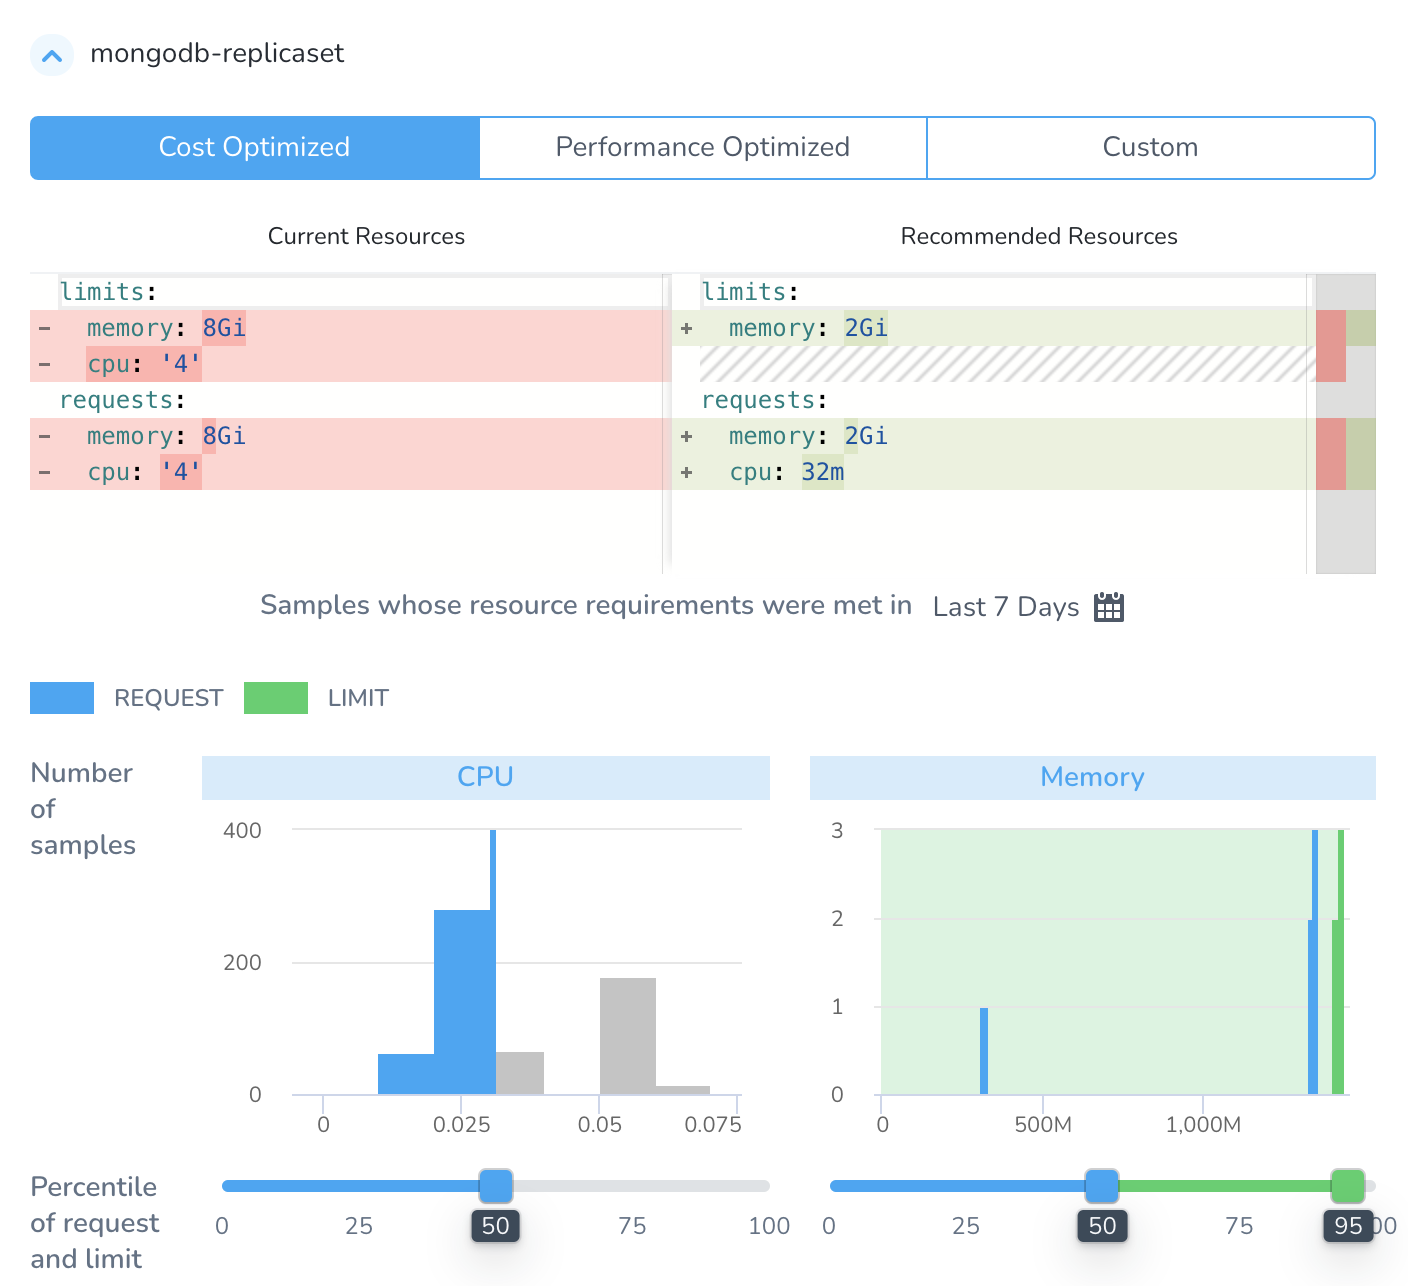 mongodb-replicaset
Cost Optimized
Performance Optimized
Custom
Current Resources
Recommended Resources
limits:
- memory: 8Gi
- cpu: '4'
requests:
- memory: 8Gi
- cpu: '4'
limits:
+ memory: 2Gi
requests:
+ memory: 2Gi
+ cpu: 32m
Samples whose resource requirements were met in Last 7 Days
REQUEST
LIMIT
Number
of
samples
CPU
400
200
0
0 0.025 0.05 0.075
Memory
3
2
1
0
0 500M 1,000M
Percentile
of request
and limit
0 25 50 75 100
0 25 50 75 95 00